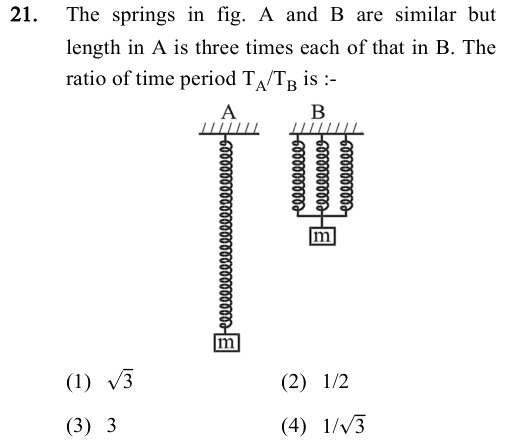 21. The springs in fig. A and B are similar but
length in A is three times each of that in B. The
ratio of time period T_A/T_B is :-
A B
m
m
(1) √3 (2) 1/2
(3) 3 (4) 1/√3